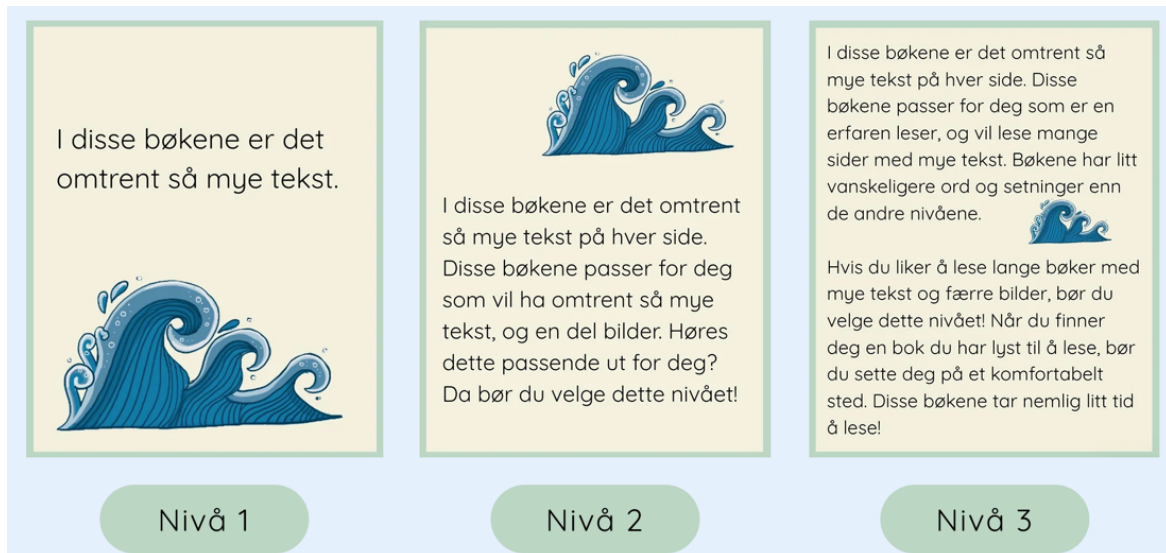 I disse bøkene er det
omtrent så mye tekst.
I disse bøkene er det omtrent
så mye tekst på hver side.
Disse bøkene passer for deg
som vil ha omtrent så mye
tekst, og en del bilder. Høres
dette passende ut for deg?
Da bør du velge dette nivået!
I disse bøkene er det omtrent så
mye tekst på hver side. Disse
bøkene passer for deg som er en
erfaren leser, og vil lese mange
sider med mye tekst. Bøkene har litt
vanskeligere ord og setninger enn
de andre nivåene.
Hvis du liker å lese lange bøker med
mye tekst og færre bilder, bør du
velge dette nivået! Når du finner
deg en bok du har lyst til å lese, bør
du sette deg på et komfortabelt
sted. Disse bøkene tar nemlig litt tid
å lese!
Nivå 1
Nivå 2
Nivå 3